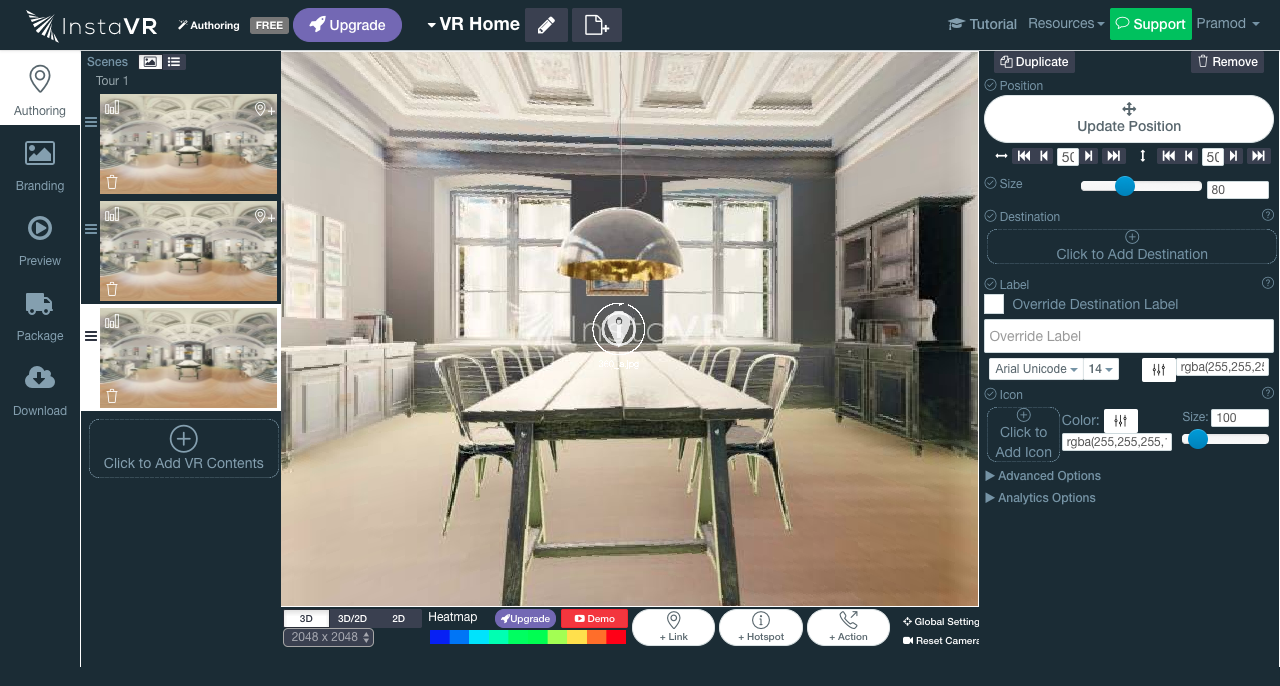 InstaVR
Authoring
FREE
Upgrade
VR Home
Tutorial
Resources
Support
Pramod
Authoring
Branding
Preview
Package
Download
Scenes
Tour 1
Click to Add VR Contents
InstaVR
3D
3D/2D
2D
2048 x 2048
Heatmap
Upgrade
Demo
+ Link
+ Hotspot
+ Action
Global Setting
Reset Camera
Duplicate
Remove
Position
Update Position
50
50
Size
80
Destination
Click to Add Destination
Label
Override Destination Label
Override Label
Arial Unicode
14
rgba(255,255,25
Icon
Click to
Add Icon
Color:
rgba(255,255,255,
Size:
100
Advanced Options
Analytics Options